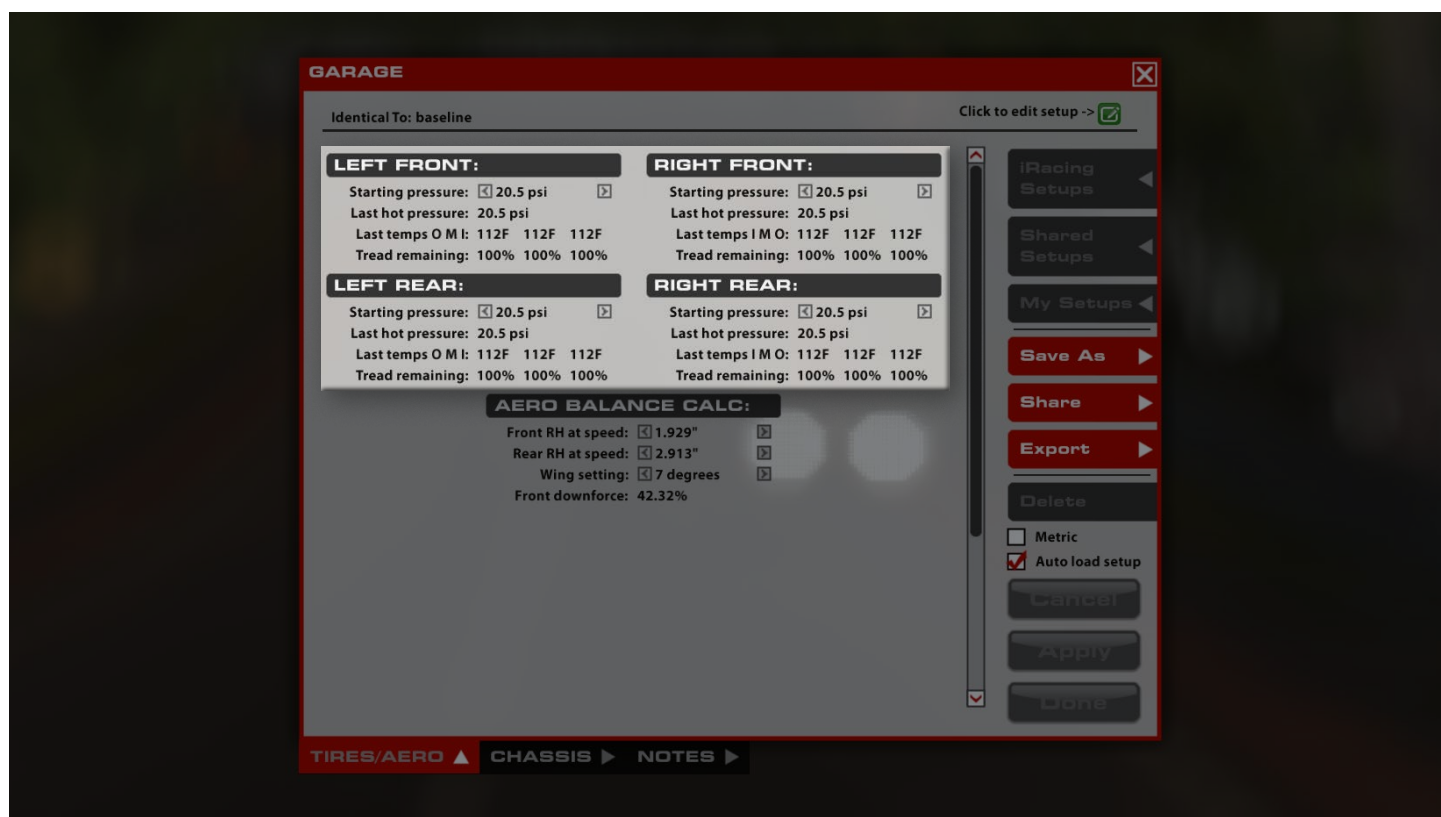 GARAGE
Identical To: baseline
Click to edit setup ->
LEFT FRONT:
Starting pressure: 20.5 psi
Last hot pressure: 20.5 psi
Last temps O M I: 112F 112F 112F
Tread remaining: 100% 100% 100%
RIGHT FRONT:
Starting pressure: 20.5 psi
Last hot pressure: 20.5 psi
Last temps I M O: 112F 112F 112F
Tread remaining: 100% 100% 100%
LEFT REAR:
Starting pressure: 20.5 psi
Last hot pressure: 20.5 psi
Last temps O M I: 112F 112F 112F
Tread remaining: 100% 100% 100%
RIGHT REAR:
Starting pressure: 20.5 psi
Last hot pressure: 20.5 psi
Last temps I M O: 112F 112F 112F
Tread remaining: 100% 100% 100%
AERO BALANCE CALC:
Front RH at speed: 1.929"
Rear RH at speed: 2.913"
Wing setting: 7 degrees
Front downforce: 42.32%
iRacing
Setups
Shared
Setups
My Setups
Save As
Share
Export
Delete
Metric
Auto load setup
Cancel
Apply
Done
TIRES/AERO CHASSIS NOTES